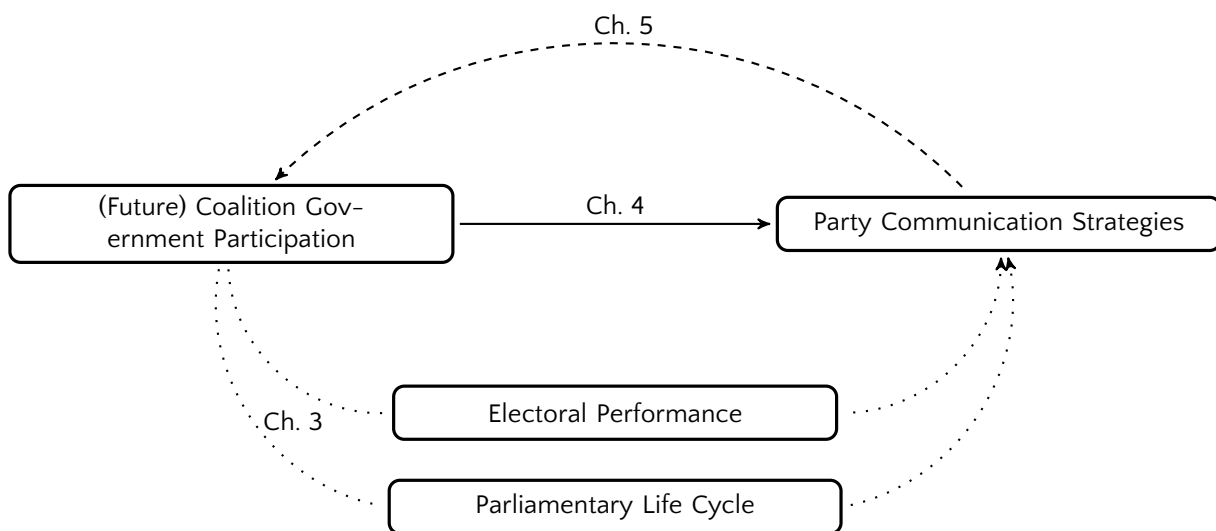 Ch. 5
(Future) Coalition Gov-
ernment Participation
Ch. 4
Party Communication Strategies
Electoral Performance
Ch. 3
Parliamentary Life Cycle